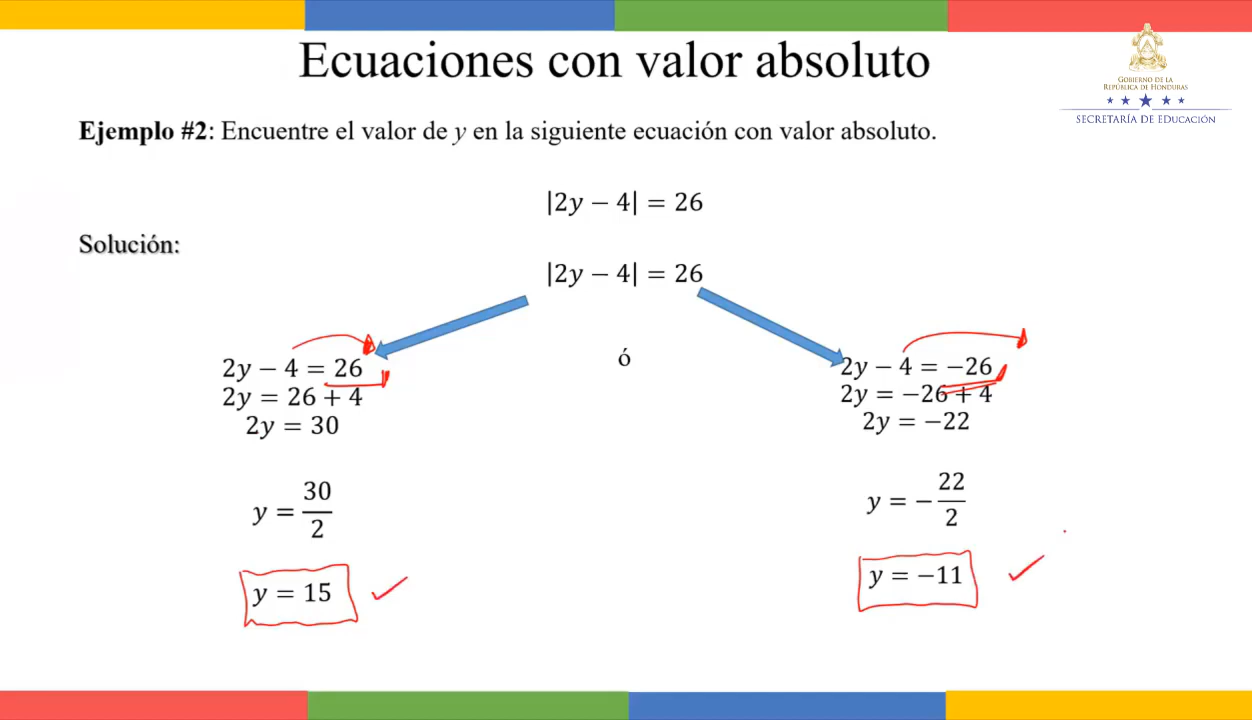 Ecuaciones con valor absoluto
GOBIERNO DE LA
REPÚBLICA DE HONDURAS
SECRETARÍA DE EDUCACIÓN
Ejemplo #2: Encuentre el valor de y en la siguiente ecuación con valor absoluto.
|2y − 4| = 26
Solución:
|2y − 4| = 26
2y − 4 = 26
2y = 26 + 4
2y = 30
y = 30/2
y = 15
ó
2y − 4 = −26
2y = −26 + 4
2y = −22
y = − 22/2
y = −11